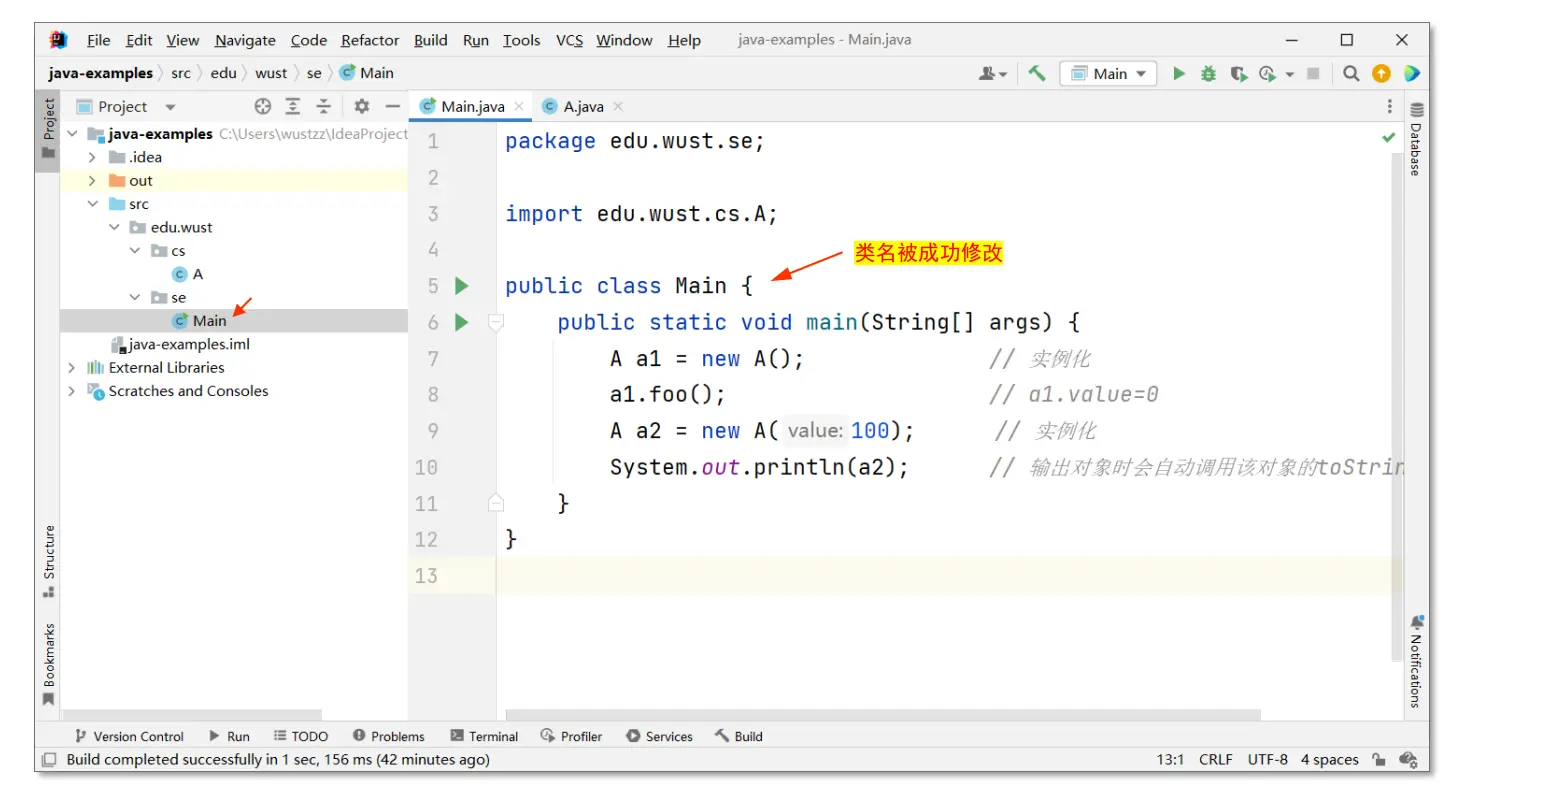 File Edit View Navigate Code Refactor Build Run Tools VCS Window Help java-examples - Main.java
java-examples src edu wust se Main
Main
Project
Main.java
A.java
Project
java-examples C:\Users\wustzz\IdeaProject
.idea
out
src
edu.wust
cs
A
se
Main
java-examples.iml
External Libraries
Scratches and Consoles
Structure
Bookmarks
1 package edu.wust.se;
2
3 import edu.wust.cs.A;
4
类名被成功修改
5 public class Main {
6 public static void main(String[] args) {
7 A a1 = new A(); // 实例化
8 a1.foo(); // a1.value=0
9 A a2 = new A( value: 100); // 实例化
10 System.out.println(a2); // 输出对象时会自动调用该对象的toStrin
11 }
12 }
13
Database
Notifications
Version Control Run TODO Problems Terminal Profiler Services Build
Build completed successfully in 1 sec, 156 ms (42 minutes ago) 13:1 CRLF UTF-8 4 spaces